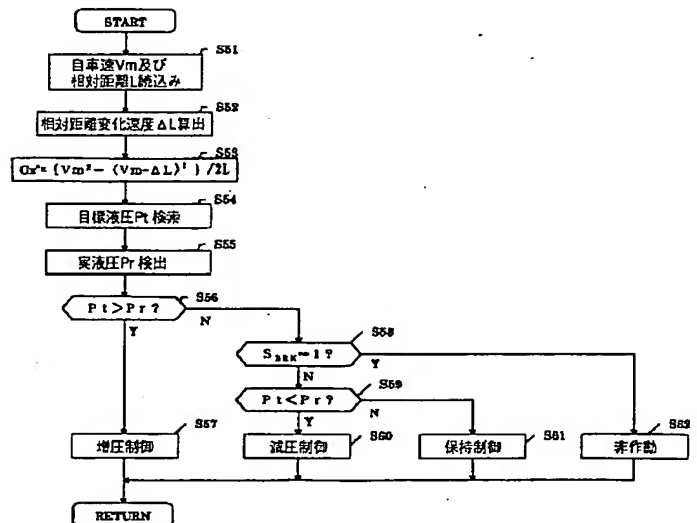 START
S51
自車速Vm及び
相対距離L読込み
S52
相対距離変化速度ΔL算出
S53
Gx*= {Vm²− (Vm-ΔL)²} /2L
S54
目標液圧Pt 検索
S55
実液圧Pr 検出
S56
Pt>Pr?
N
Y
S58
S_BRK=1?
Y
N
S59
Pt<Pr?
N
Y
S57
増圧制御
S60
減圧制御
S61
保持制御
S62
非作動
RETURN